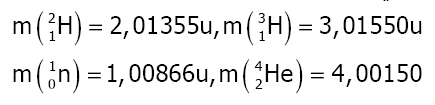 m(²₁H) = 2,01355u, m(³₁H) = 3,01550u
m(¹₀n) = 1,00866u, m(⁴₂He) = 4,00150